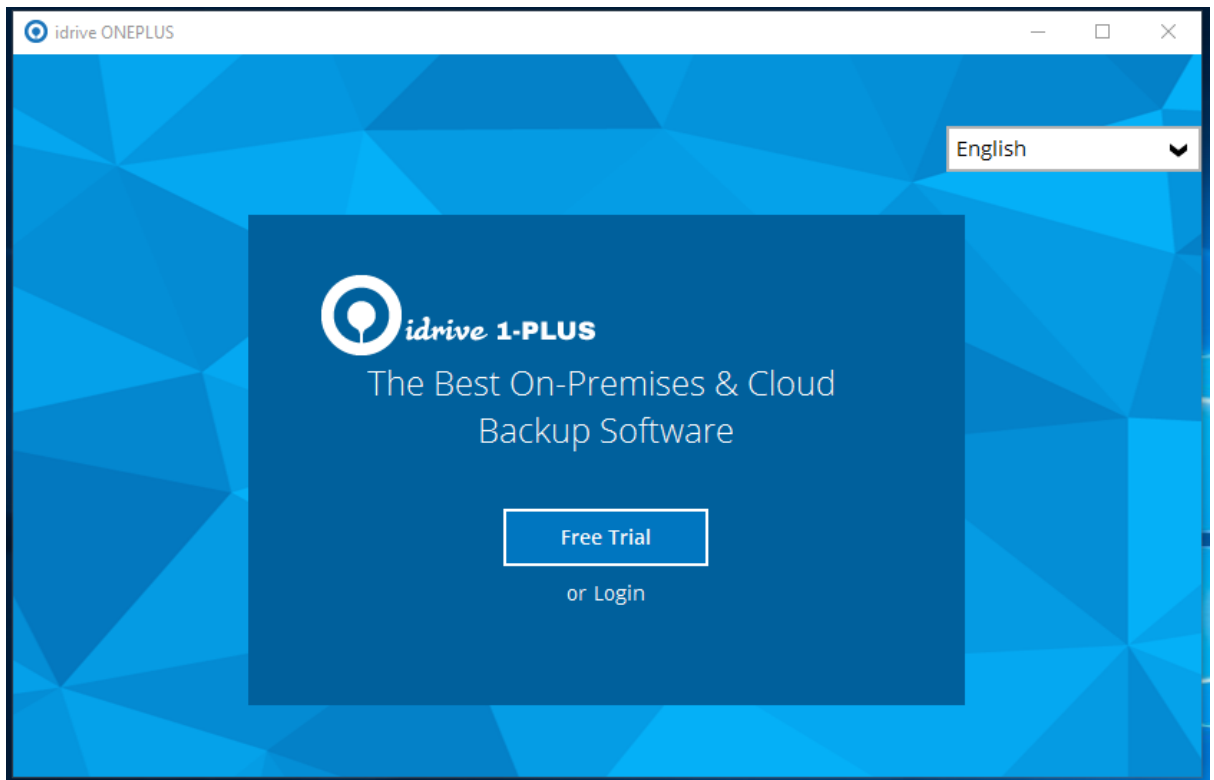 idrive ONEPLUS
English
idrive 1-PLUS
The Best On-Premises & Cloud
Backup Software
Free Trial
or Login